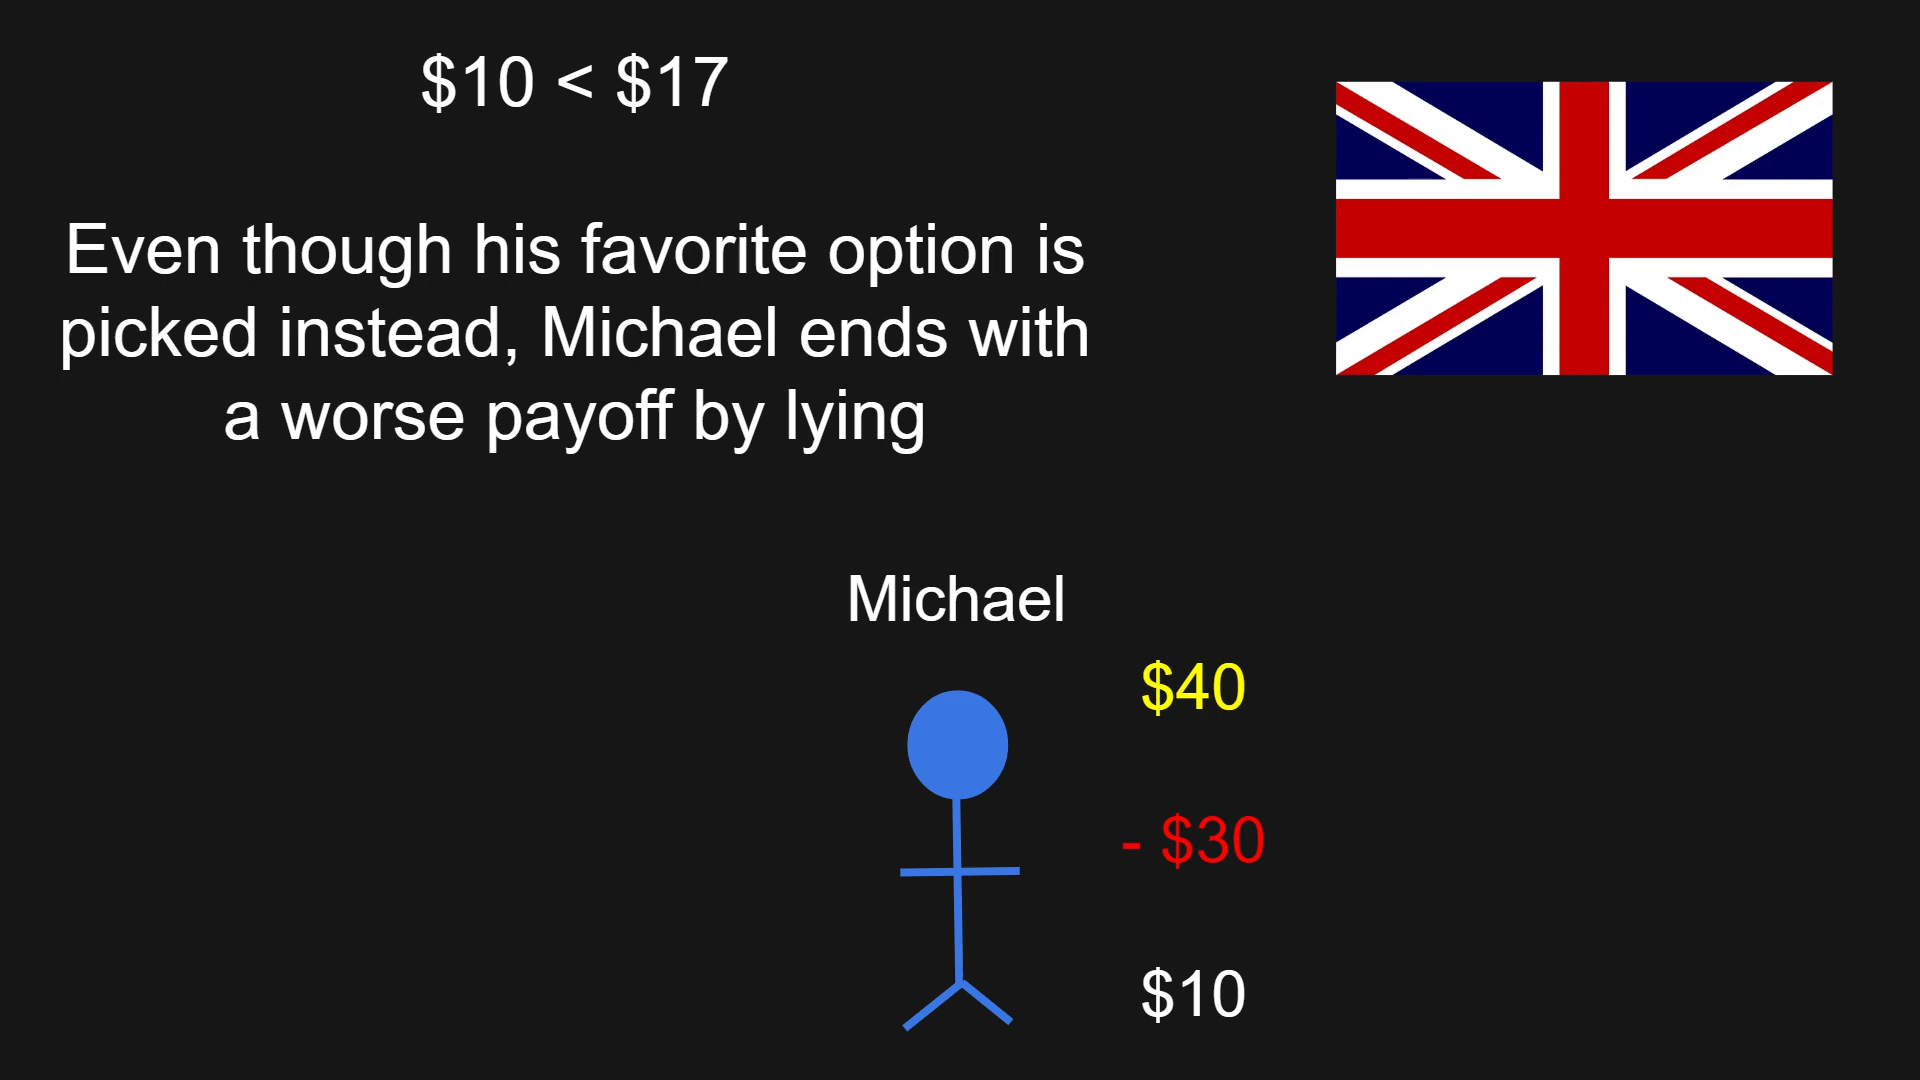 $10 < $17
Even though his favorite option is
picked instead, Michael ends with
a worse payoff by lying
Michael
$40
- $30
$10